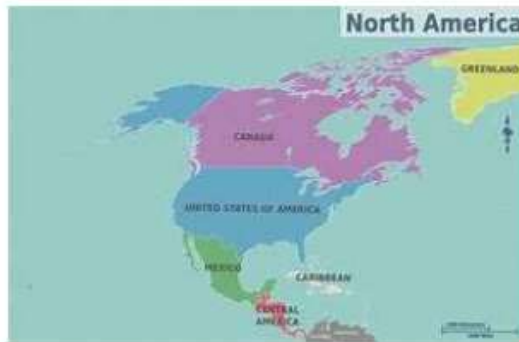 North America
GREENLAND
CANADA
UNITED STATES OF AMERICA
MEXICO
CARIBBEAN
CENTRAL
AMERICA